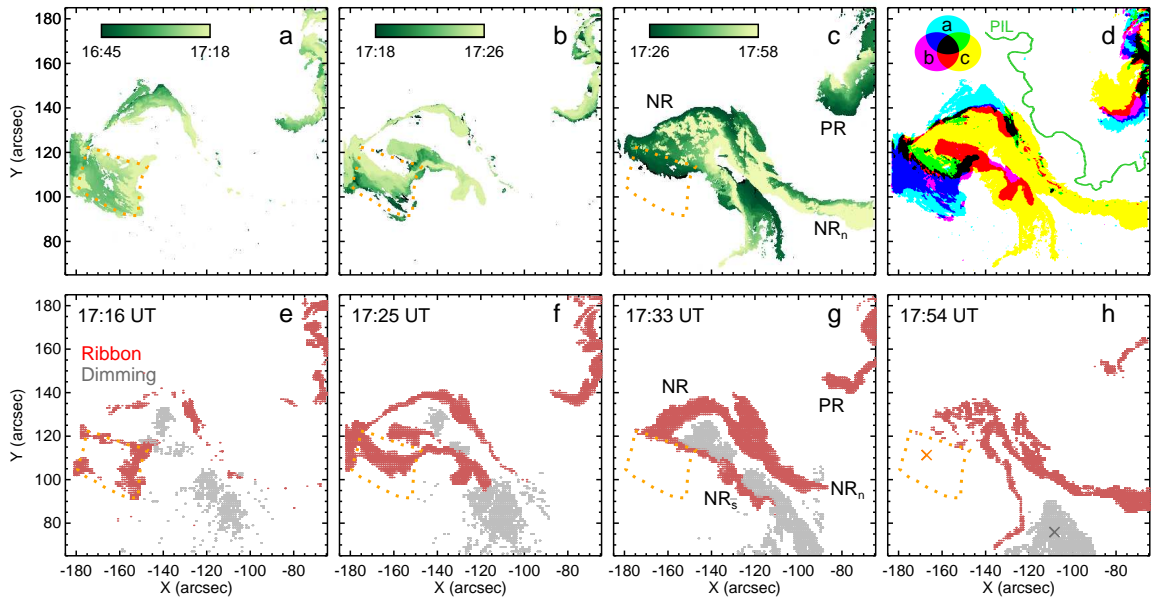 16:45 17:18 a
17:18 17:26 b
17:26 17:58 c
a
b c
PIL d
NR
PR
NRn
180
160
140
120
100
80
Y (arcsec)
17:16 UT e
17:25 UT f
17:33 UT g
17:54 UT h
Ribbon
Dimming
NR
PR
NRs
NRn
180
160
140
120
100
80
Y (arcsec)
-180 -160 -140 -120 -100 -80
-180 -160 -140 -120 -100 -80
-180 -160 -140 -120 -100 -80
-180 -160 -140 -120 -100 -80
X (arcsec) X (arcsec) X (arcsec) X (arcsec)